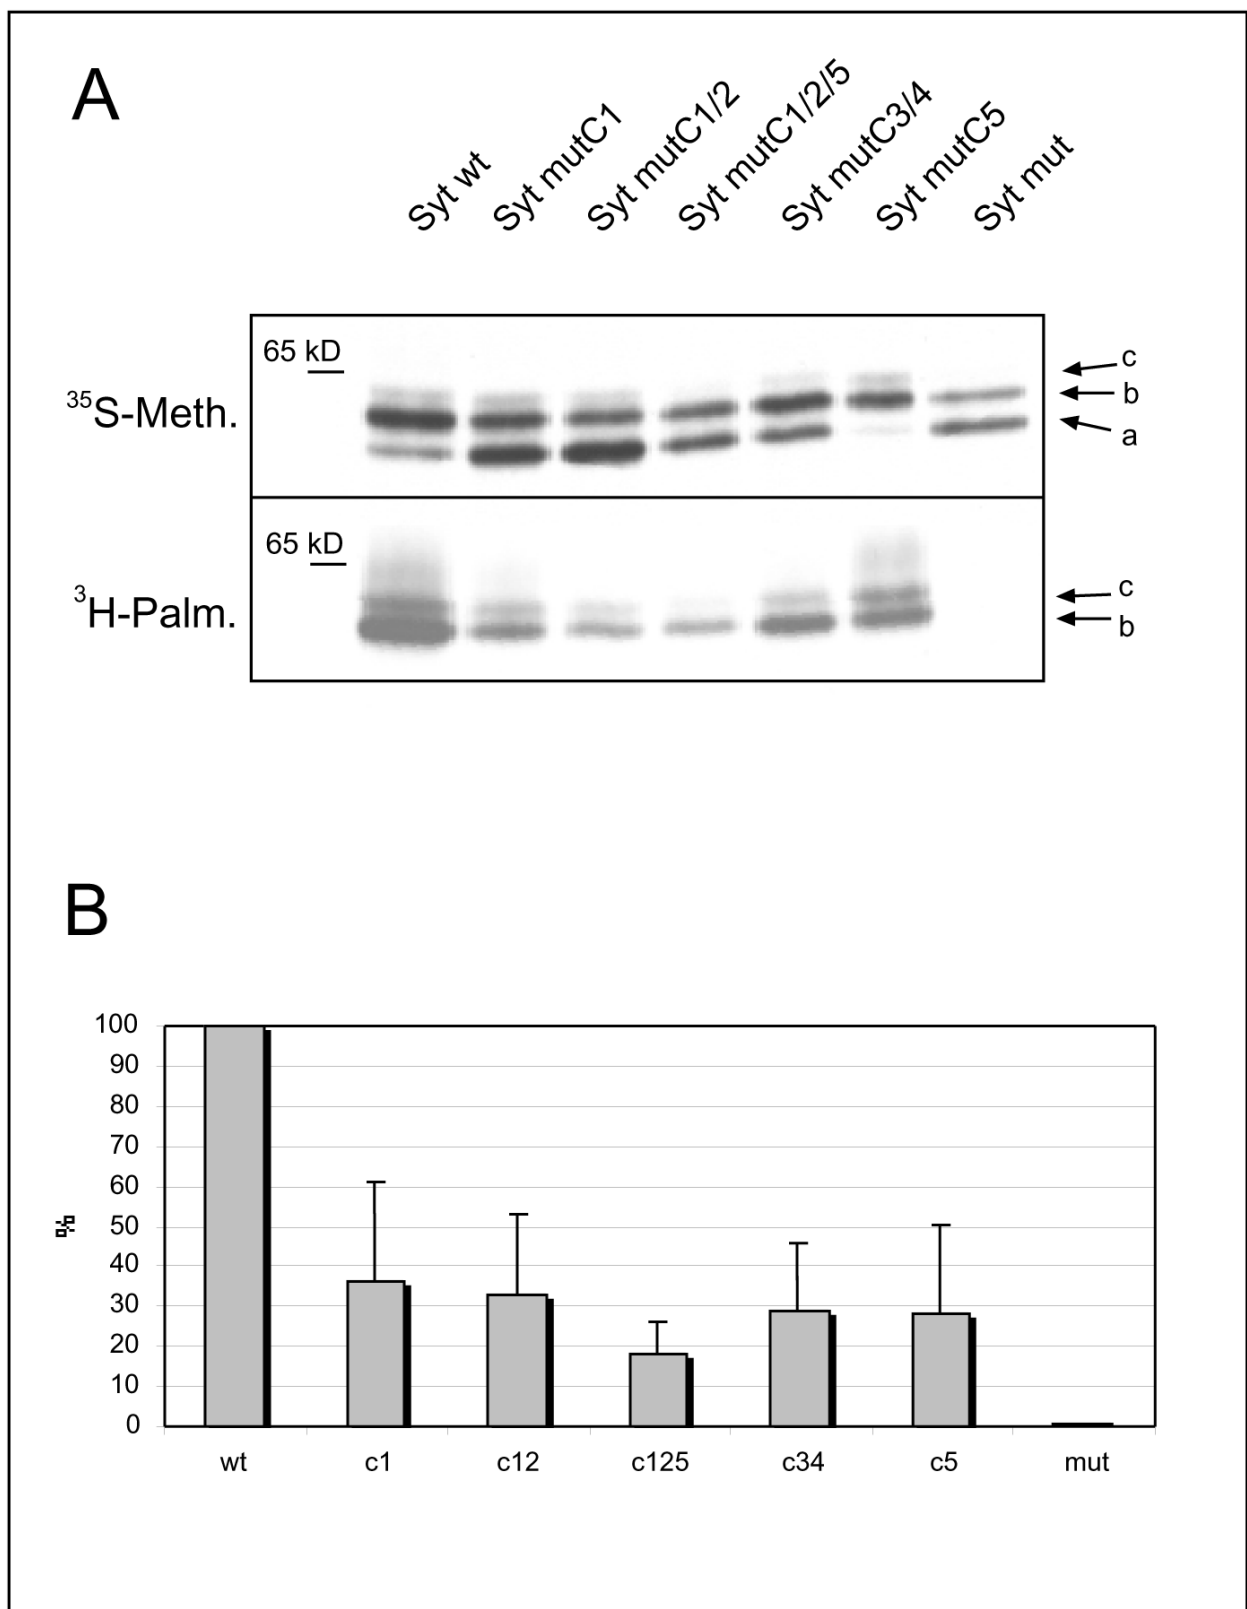 A
Syt wt
Syt mutC1
Syt mutC1/2
Syt mutC1/2/5
Syt mutC3/4
Syt mutC5
Syt mut
65 kD
c
b
a
³⁵S-Meth.
65 kD
c
b
³H-Palm.
B
100
90
80
70
60
50
40
30
20
10
0
%
wt c1 c12 c125 c34 c5 mut